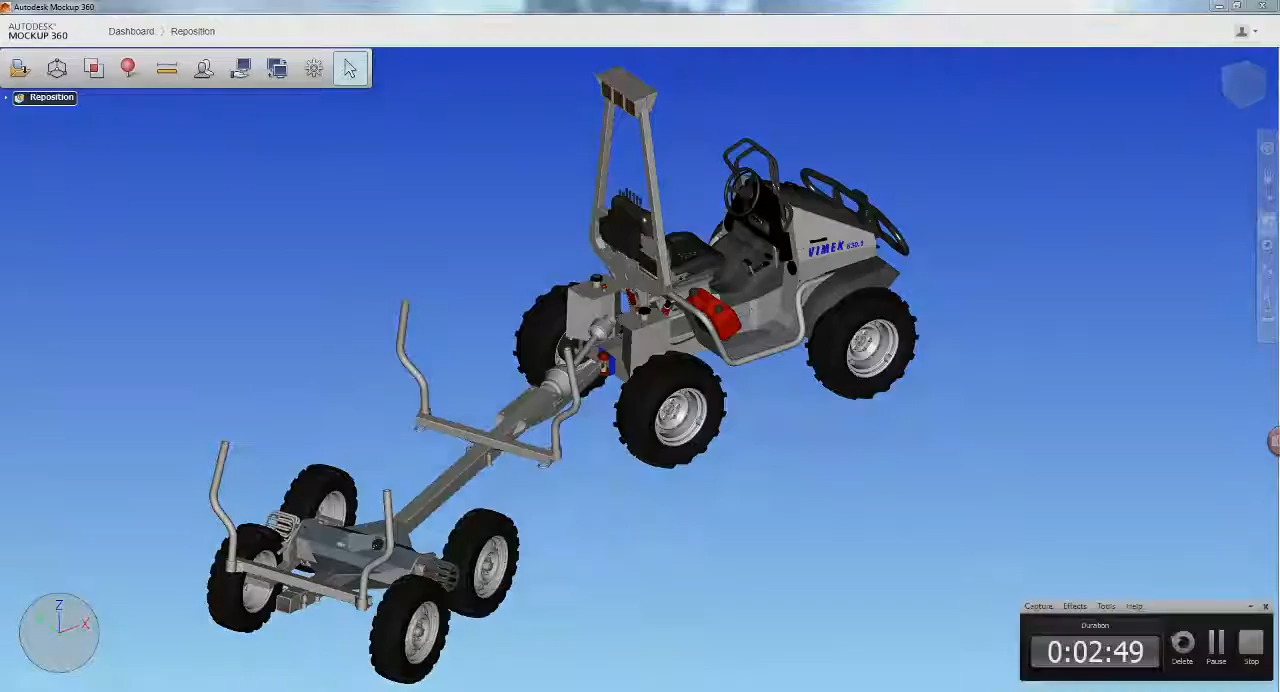 Autodesk Mockup 360
AUTODESK®
MOCKUP 360
Dashboard
Reposition
Reposition
VIMEK
Z
X
Capture Effects Tools Help
Duration
0:02:49
Delete Pause Stop